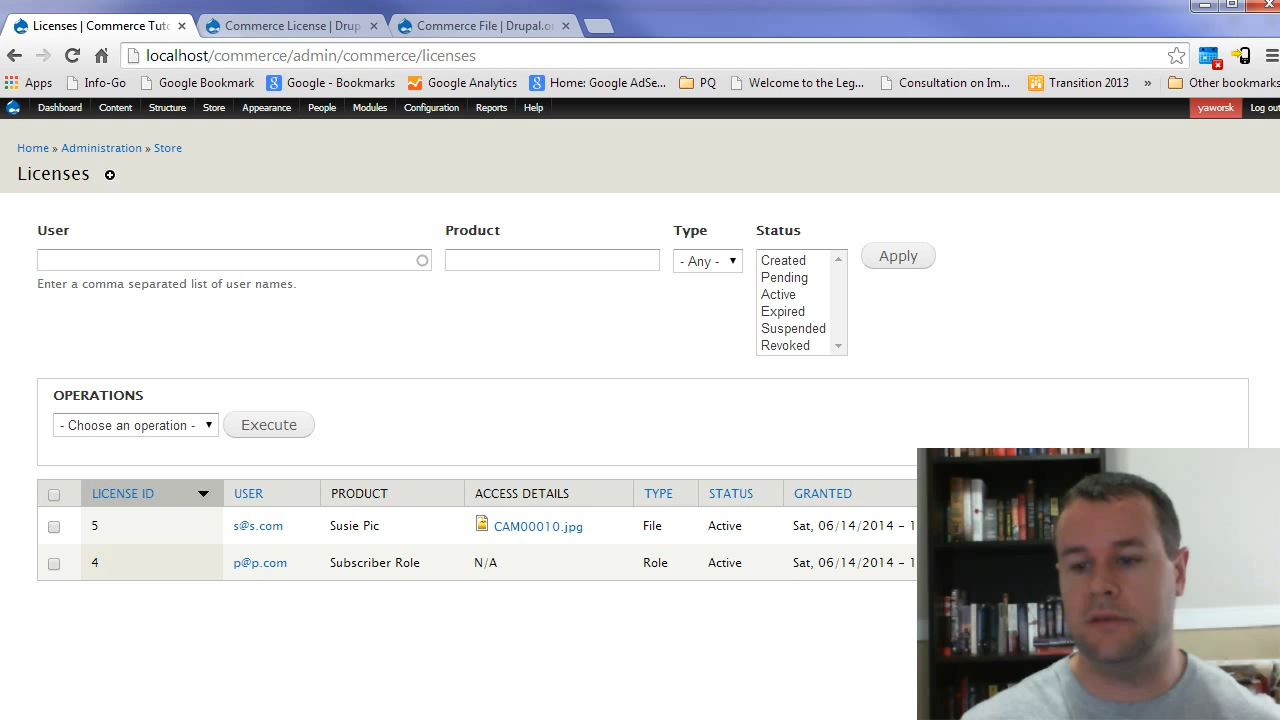 Licenses | Commerce Tuto
Commerce License | Drup
Commerce File | Drupal.or
localhost/commerce/admin/commerce/licenses
Apps Info-Go Google Bookmark Google Bookmarks Google Analytics Home: Google AdSe... PQ Welcome to the Leg... Consultation on Im... Transition 2013 » Other bookmarks
Dashboard Content Structure Store Appearance People Modules Configuration Reports Help yaworsk Log out
Home » Administration » Store
Licenses
User Product Type Status
- Any - Apply
Enter a comma separated list of user names.
Created
Pending
Active
Expired
Suspended
Revoked
OPERATIONS
- Choose an operation - Execute
LICENSE ID USER PRODUCT ACCESS DETAILS TYPE STATUS GRANTED
5 s@s.com Susie Pic CAM00010.jpg File Active Sat, 06/14/2014 - 1
4 p@p.com Subscriber Role N/A Role Active Sat, 06/14/2014 - 1